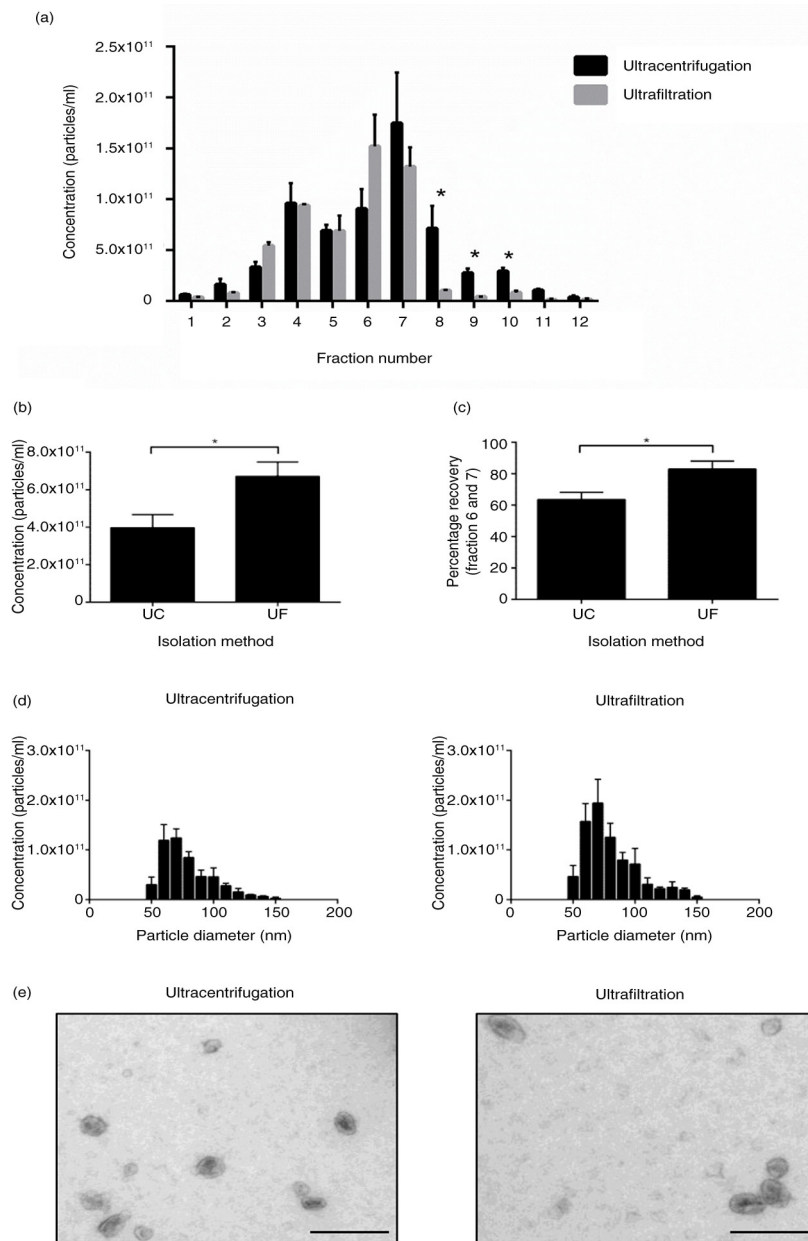 (a)
Concentration (particles/ml)
2.5x10¹¹
2.0x10¹¹
1.5x10¹¹
1.0x10¹¹
5.0x10¹¹
0
1 2 3 4 5 6 7 8 9 10 11 12
* * *
Fraction number
Ultracentrifugation
Ultrafiltration
(b)
Concentration (particles/ml)
8.0x10¹¹
6.0x10¹¹
4.0x10¹¹
2.0x10¹¹
0
*
UC UF
Isolation method
(c)
Percentage recovery
(fraction 6 and 7)
100
80
60
40
20
0
*
UC UF
Isolation method
(d)
Ultracentrifugation
Concentration (particles/ml)
3.0x10¹¹
2.0x10¹¹
1.0x10¹¹
0
0 50 100 150 200
Particle diameter (nm)
Ultrafiltration
Concentration (particles/ml)
3.0x10¹¹
2.0x10¹¹
1.0x10¹¹
0
0 50 100 150 200
Particle diameter (nm)
(e)
Ultracentrifugation
Ultrafiltration